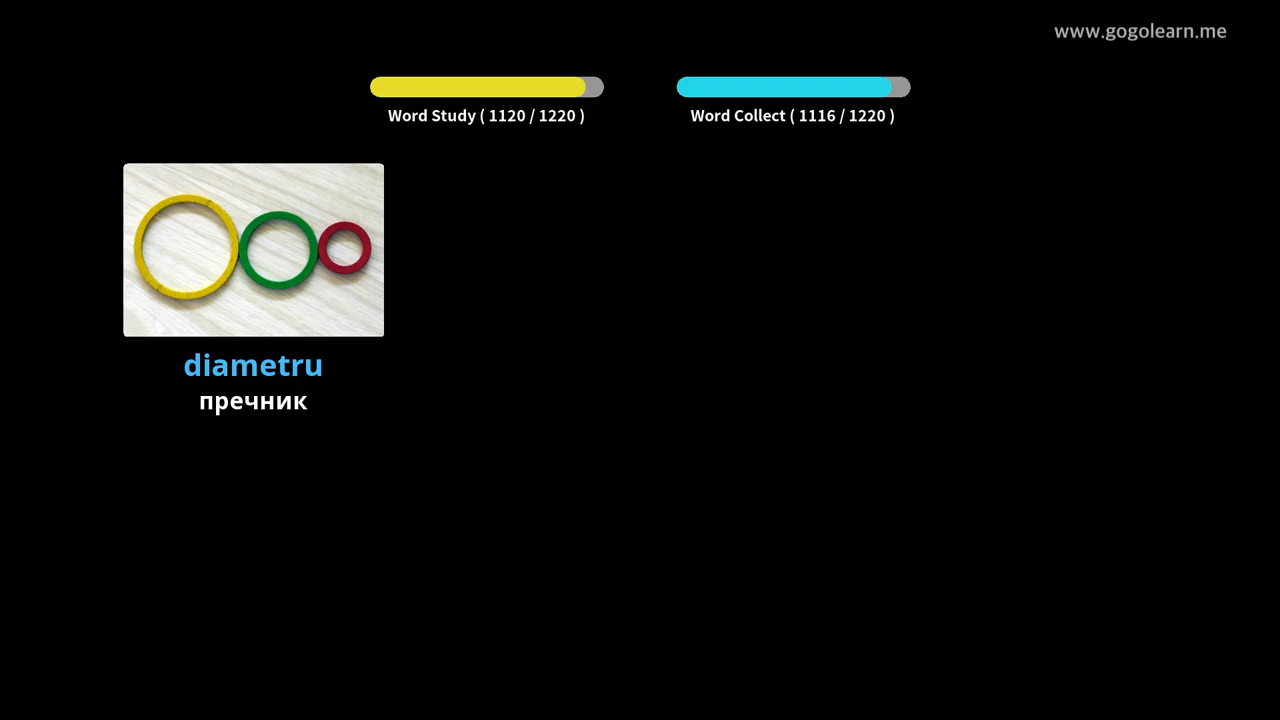 www.gogolearn.me
Word Study ( 1120 / 1220 )
Word Collect ( 1116 / 1220 )
diametru
пречник